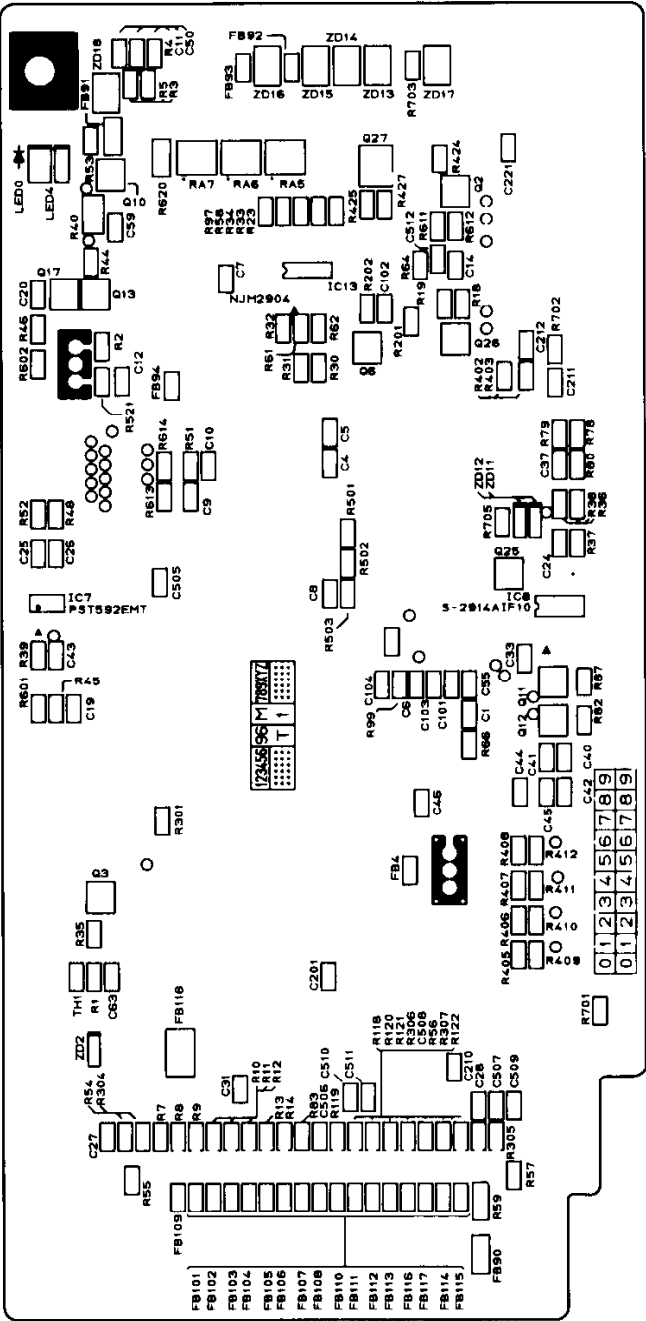 FB92
ZD14
ZD18
R4
C11
C50
FB91
R5
R3
FB93
ZD16
ZD15
ZD13
R703
ZD17
R53
LED0
LED4
Q10
R620
RA7
RA6
RA5
Q27
R424
Q2
C221
R40
C59
R97
R58
R34
R33
R23
R425
R427
C512
R611
R612
R44
Q17
Q13
C20
C7
NJM2904
IC13
R202
C102
R64
C14
R19
R18
R46
R602
R2
C12
R521
FB94
R32
R62
R61
R31
R30
Q6
R201
Q26
C212
R702
R402
R403
C211
R614
R51
C10
R613
C9
C5
C4
R79
R78
C37
R80
ZD12
ZD11
R705
R38
R36
R52
R48
C25
C26
R501
R502
C8
R503
Q25
C24
R37
IC7
PST592EMT
C505
IC8
S-2914AIF10
R39
C43
R601
R45
C19
C104
R99
C6
C103
C101
C55
C1
R66
C33
Q11
Q12
R87
R82
123456 96 M 789XYZ
T 1
C44
C41
C40
C45
C42
R301
C46
FB4
R408
R412
R407
R411
R406
R410
R405
R409
0 1 2 3 4 5 6 7 8 9
0 1 2 3 4 5 6 7 8 9
Q3
R35
TH1
R1
C63
ZD2
FB118
C201
R701
R118
R120
R121
R306
C508
R56
R307
R122
C210
C28
C507
C509
R54
R304
C27
R7
R8
R9
C31
R10
R11
R12
R13
R14
R83
C506
R119
C510
C511
R305
R55
R57
FB109
R59
FB90
FB101
FB102
FB103
FB104
FB105
FB106
FB107
FB108
FB110
FB111
FB112
FB113
FB116
FB117
FB114
FB115